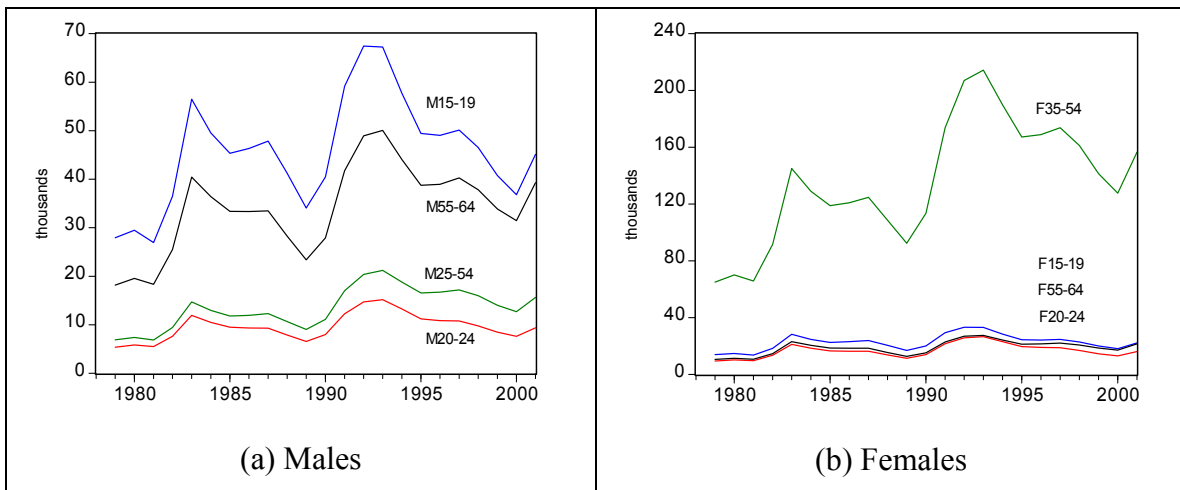 70
60
50
40
30
20
10
0
thousands
M15-19
M55-64
M25-54
M20-24
1980 1985 1990 1995 2000
(a) Males
240
200
160
120
80
40
0
thousands
F35-54
F15-19
F55-64
F20-24
1980 1985 1990 1995 2000
(b) Females